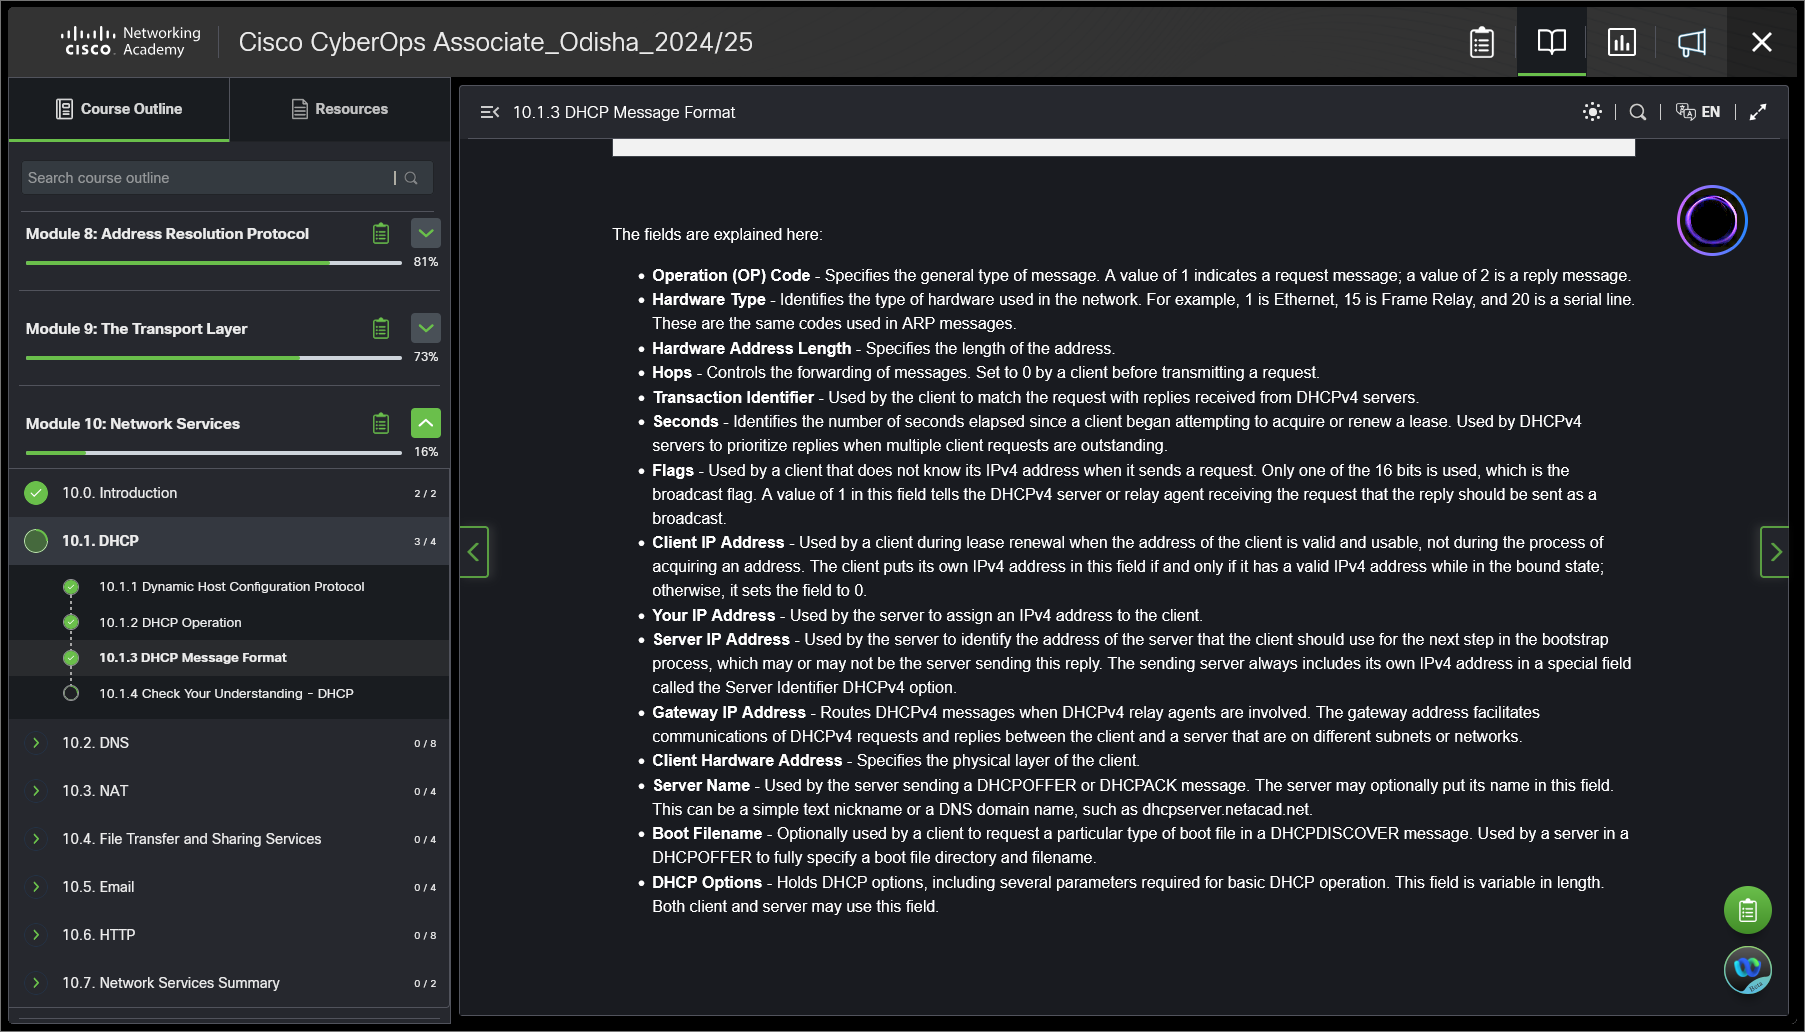 CISCO Networking Academy
Cisco CyberOps Associate_Odisha_2024/25
Course Outline
Resources
Search course outline
Module 8: Address Resolution Protocol
81%
Module 9: The Transport Layer
73%
Module 10: Network Services
16%
10.0. Introduction 2 / 2
10.1. DHCP 3 / 4
10.1.1 Dynamic Host Configuration Protocol
10.1.2 DHCP Operation
10.1.3 DHCP Message Format
10.1.4 Check Your Understanding - DHCP
10.2. DNS 0 / 8
10.3. NAT 0 / 4
10.4. File Transfer and Sharing Services 0 / 4
10.5. Email 0 / 4
10.6. HTTP 0 / 8
10.7. Network Services Summary 0 / 2
10.1.3 DHCP Message Format
EN
The fields are explained here:
• Operation (OP) Code - Specifies the general type of message. A value of 1 indicates a request message; a value of 2 is a reply message.
• Hardware Type - Identifies the type of hardware used in the network. For example, 1 is Ethernet, 15 is Frame Relay, and 20 is a serial line.
These are the same codes used in ARP messages.
• Hardware Address Length - Specifies the length of the address.
• Hops - Controls the forwarding of messages. Set to 0 by a client before transmitting a request.
• Transaction Identifier - Used by the client to match the request with replies received from DHCPv4 servers.
• Seconds - Identifies the number of seconds elapsed since a client began attempting to acquire or renew a lease. Used by DHCPv4
servers to prioritize replies when multiple client requests are outstanding.
• Flags - Used by a client that does not know its IPv4 address when it sends a request. Only one of the 16 bits is used, which is the
broadcast flag. A value of 1 in this field tells the DHCPv4 server or relay agent receiving the request that the reply should be sent as a
broadcast.
• Client IP Address - Used by a client during lease renewal when the address of the client is valid and usable, not during the process of
acquiring an address. The client puts its own IPv4 address in this field if and only if it has a valid IPv4 address while in the bound state;
otherwise, it sets the field to 0.
• Your IP Address - Used by the server to assign an IPv4 address to the client.
• Server IP Address - Used by the server to identify the address of the server that the client should use for the next step in the bootstrap
process, which may or may not be the server sending this reply. The sending server always includes its own IPv4 address in a special field
called the Server Identifier DHCPv4 option.
• Gateway IP Address - Routes DHCPv4 messages when DHCPv4 relay agents are involved. The gateway address facilitates
communications of DHCPv4 requests and replies between the client and a server that are on different subnets or networks.
• Client Hardware Address - Specifies the physical layer of the client.
• Server Name - Used by the server sending a DHCPOFFER or DHCPACK message. The server may optionally put its name in this field.
This can be a simple text nickname or a DNS domain name, such as dhcpserver.netacad.net.
• Boot Filename - Optionally used by a client to request a particular type of boot file in a DHCPDISCOVER message. Used by a server in a
DHCPOFFER to fully specify a boot file directory and filename.
• DHCP Options - Holds DHCP options, including several parameters required for basic DHCP operation. This field is variable in length.
Both client and server may use this field.
Beta